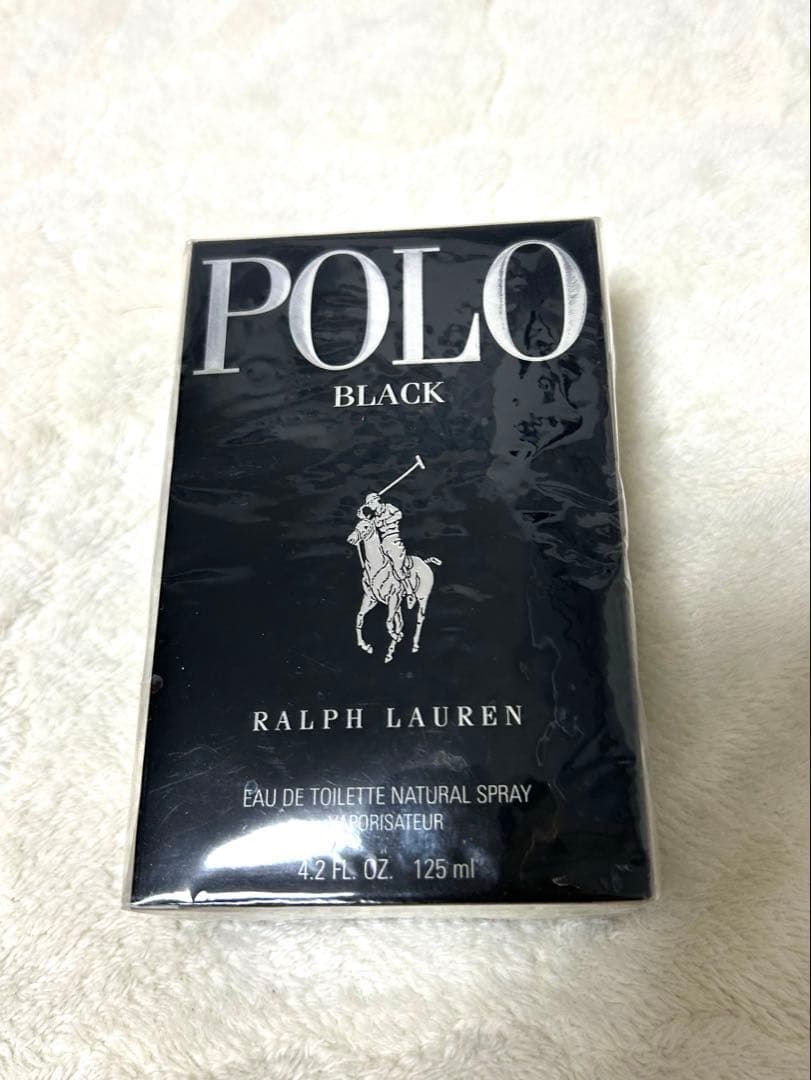 POLO
BLACK
RALPH LAUREN
EAU DE TOILETTE NATURAL SPRAY
VAPORISATEUR
4.2 FL. OZ. 125 ml